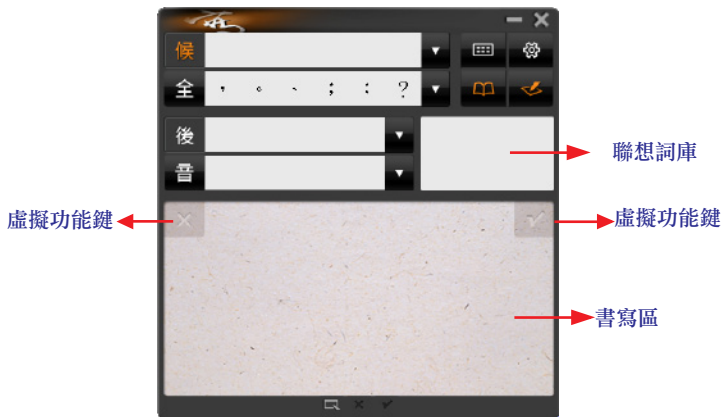 候
全 , 。 、 ; : ?
後
音
聯想詞庫
虛擬功能鍵
虛擬功能鍵
書寫區